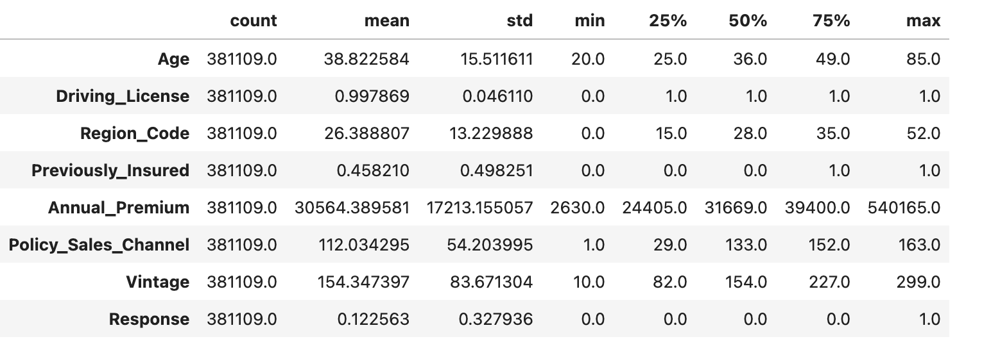 count mean std min 25% 50% 75% max
Age 381109.0 38.822584 15.511611 20.0 25.0 36.0 49.0 85.0
Driving_License 381109.0 0.997869 0.046110 0.0 1.0 1.0 1.0 1.0
Region_Code 381109.0 26.388807 13.229888 0.0 15.0 28.0 35.0 52.0
Previously_Insured 381109.0 0.458210 0.498251 0.0 0.0 0.0 1.0 1.0
Annual_Premium 381109.0 30564.389581 17213.155057 2630.0 24405.0 31669.0 39400.0 540165.0
Policy_Sales_Channel 381109.0 112.034295 54.203995 1.0 29.0 133.0 152.0 163.0
Vintage 381109.0 154.347397 83.671304 10.0 82.0 154.0 227.0 299.0
Response 381109.0 0.122563 0.327936 0.0 0.0 0.0 0.0 1.0